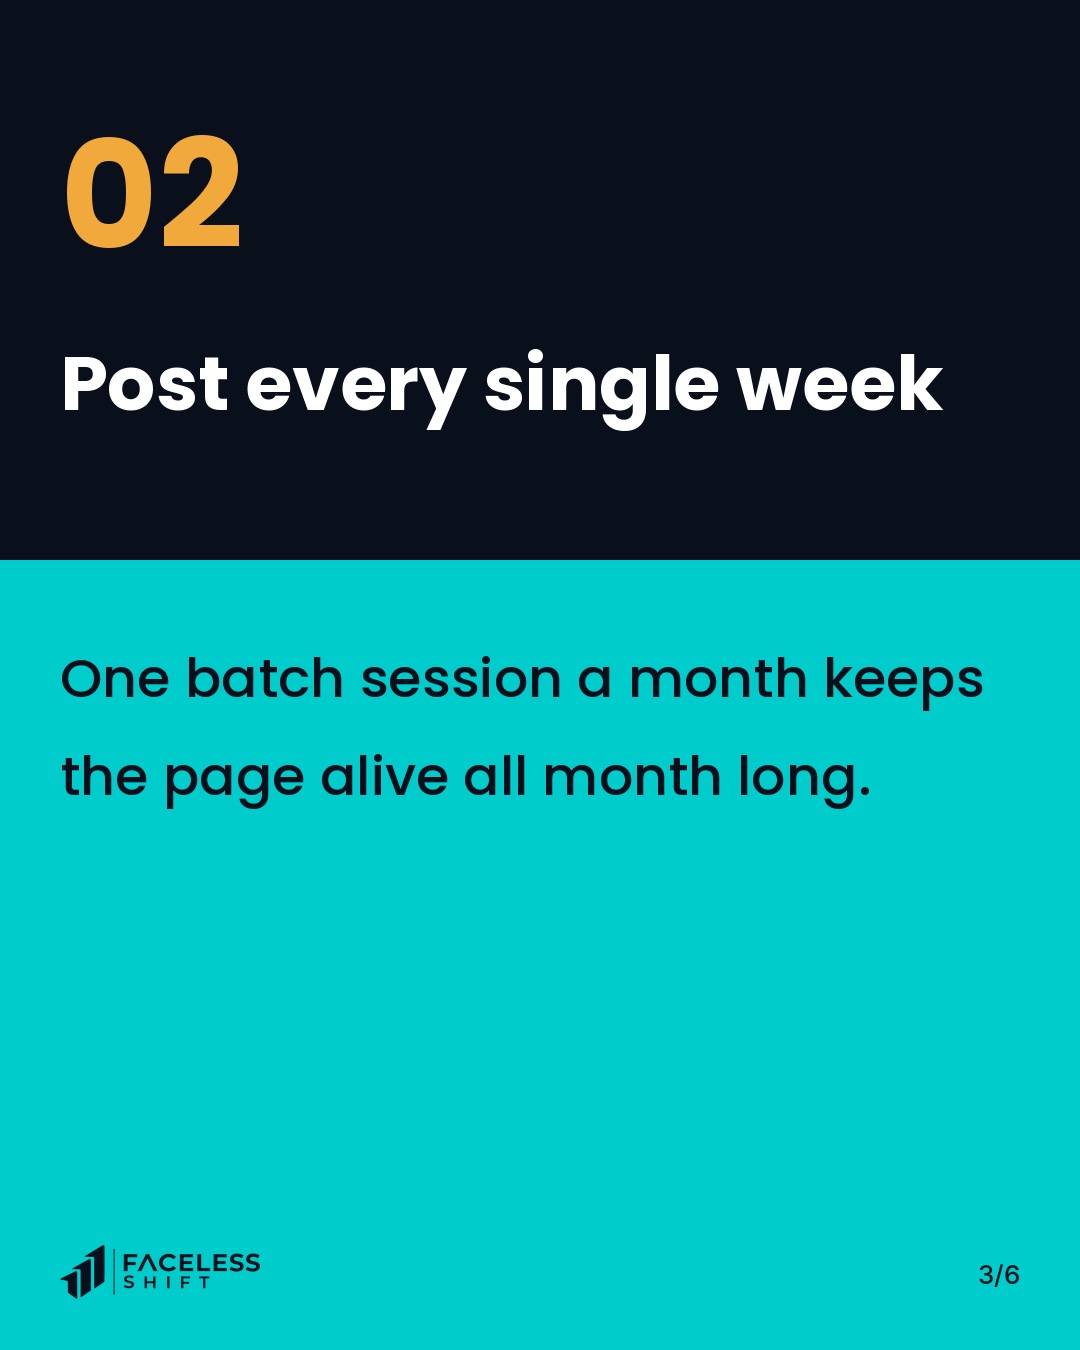 02
Post every single week
One batch session a month keeps
the page alive all month long.
FACELESS
SHIFT
3/6